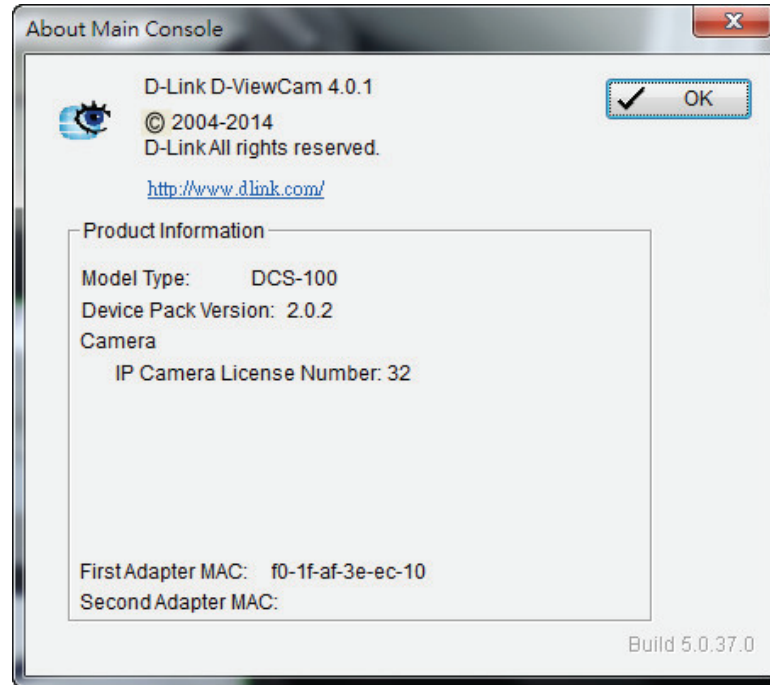 About Main Console
D-Link D-ViewCam 4.0.1
OK
© 2004-2014
D-Link All rights reserved.
http://www.dlink.com/
Product Information
Model Type: DCS-100
Device Pack Version: 2.0.2
Camera
IP Camera License Number: 32
First Adapter MAC: f0-1f-af-3e-ec-10
Second Adapter MAC:
Build 5.0.37.0